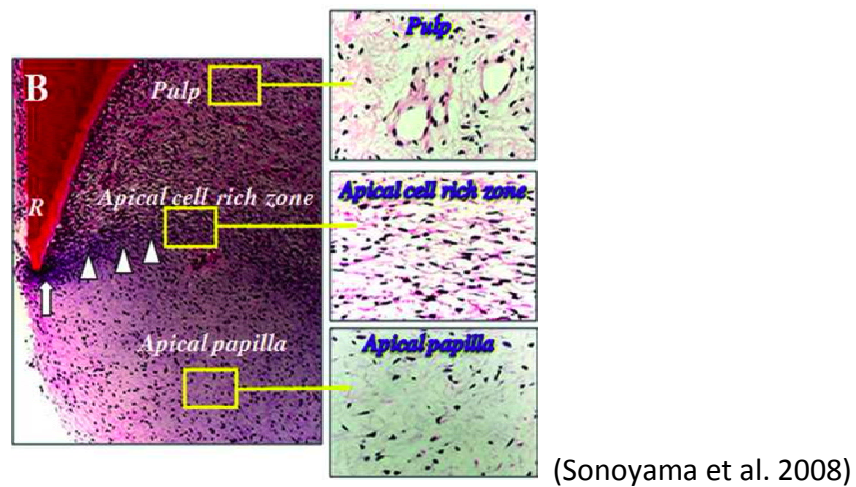 B
Pulp
R
Apical cell rich zone
Apical papilla
Pulp
Apical cell rich zone
Apical papilla
(Sonoyama et al. 2008)